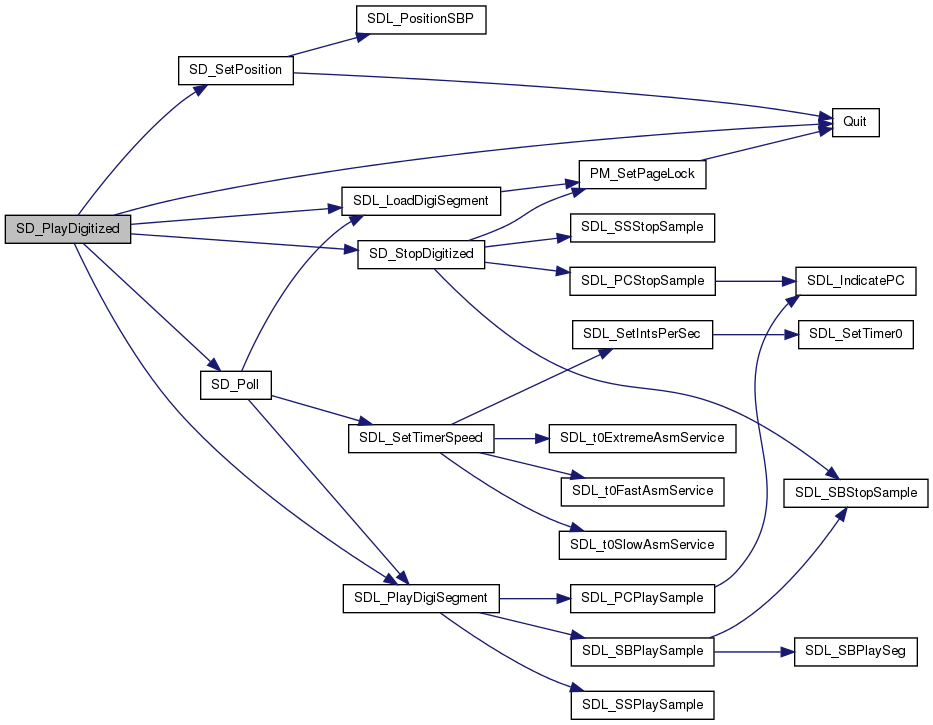 SDL_PositionSBP
SD_SetPosition
Quit
PM_SetPageLock
SDL_LoadDigiSegment
SD_PlayDigitized
SDL_SSStopSample
SD_StopDigitized
SDL_PCStopSample
SDL_IndicatePC
SDL_SetIntsPerSec
SDL_SetTimer0
SD_Poll
SDL_SetTimerSpeed
SDL_t0ExtremeAsmService
SDL_t0FastAsmService
SDL_SBStopSample
SDL_t0SlowAsmService
SDL_PlayDigiSegment
SDL_PCPlaySample
SDL_SBPlaySample
SDL_SBPlaySeg
SDL_SSPlaySample